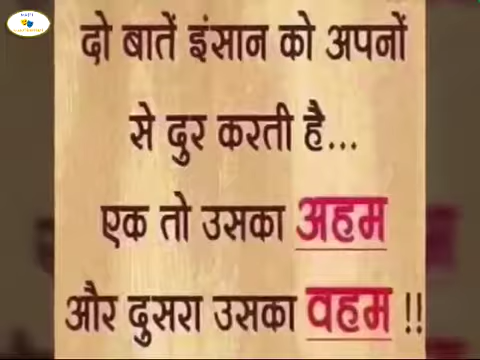 दो बातें इंसान को अपनों
से दुर करती है...
एक तो उसका अहम
और दुसरा उसका वहम !!